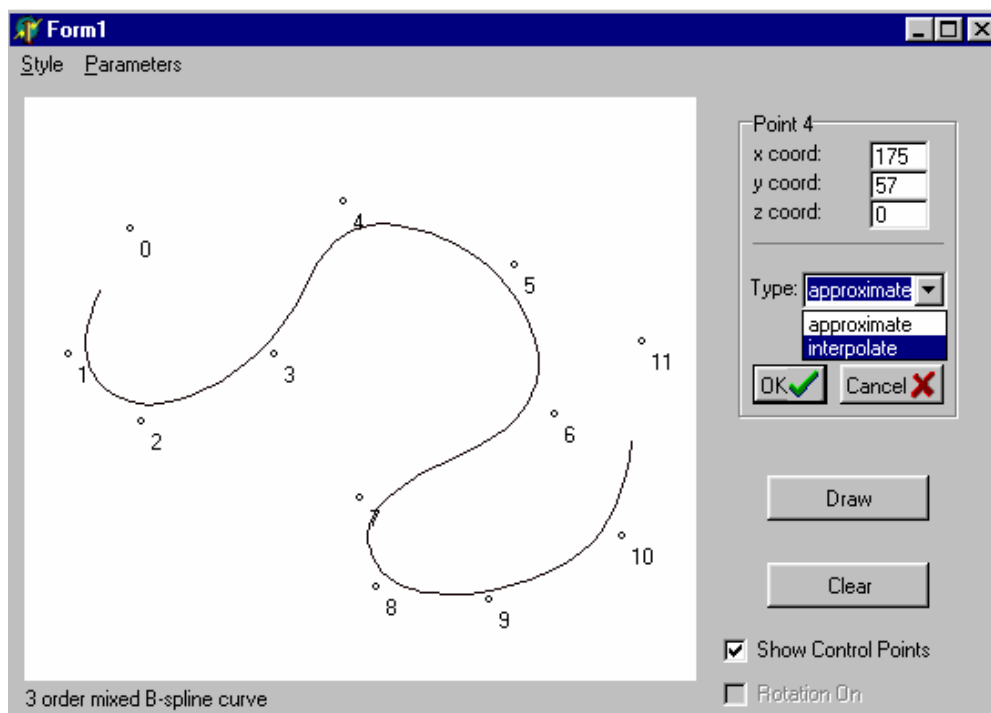 Form1
Style Parameters
Point 4
x coord: 175
y coord: 57
z coord: 0
Type: approximate
approximate
interpolate
OK Cancel
0
4
5
1
3
11
2
6
7
10
8
9
Draw
Clear
Show Control Points
Rotation On
3 order mixed B-spline curve